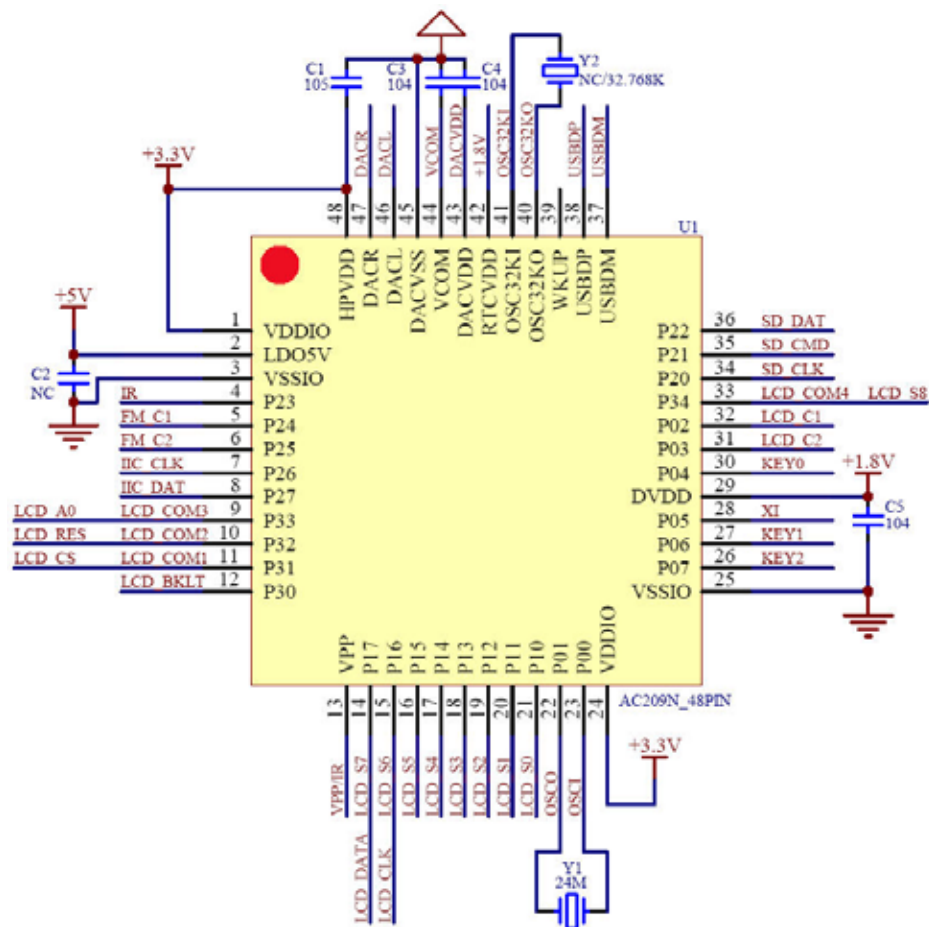 C1
105
C3
104
C4
104
Y2
NC/32.768K
+3.3V
DACR
DACL
VCOM
DACVDD
+1.8V
OSC32KI
OSC32KO
USBDP
USBDM
48
47
46
45
44
43
42
41
40
39
38
37
U1
HPVDD
DACR
DACL
DACVSS
VCOM
DACVDD
RTCVDD
OSC32KI
OSC32KO
WKUP
USBDP
USBDM
+5V
C2
NC
1 VDDIO
2 LDO5V
3 VSSIO
IR 4 P23
FM_C1 5 P24
FM_C2 6 P25
IIC_CLK 7 P26
IIC_DAT 8 P27
LCD_A0 LCD_COM3 9 P33
LCD_RES LCD_COM2 10 P32
LCD_CS LCD_COM1 11 P31
LCD_BKLT 12 P30
P22 36 SD_DAT
P21 35 SD_CMD
P20 34 SD_CLK
P34 33 LCD_COM4 LCD_S8
P02 32 LCD_C1
P03 31 LCD_C2
P04 30 KEY0
DVDD 29 +1.8V
P05 28 XI
P06 27 KEY1
P07 26 KEY2
VSSIO 25
C5
104
VPP
P17
P16
P15
P14
P13
P12
P11
P10
P01
P00
VDDIO
AC209N_48PIN
13
14
15
16
17
18
19
20
21
22
23
24
VPP/IR
LCD_S7
LCD_S6
LCD_S5
LCD_S4
LCD_S3
LCD_S2
LCD_S1
LCD_S0
OSCO
OSCI
+3.3V
LCD_DATA
LCD_CLK
Y1
24M